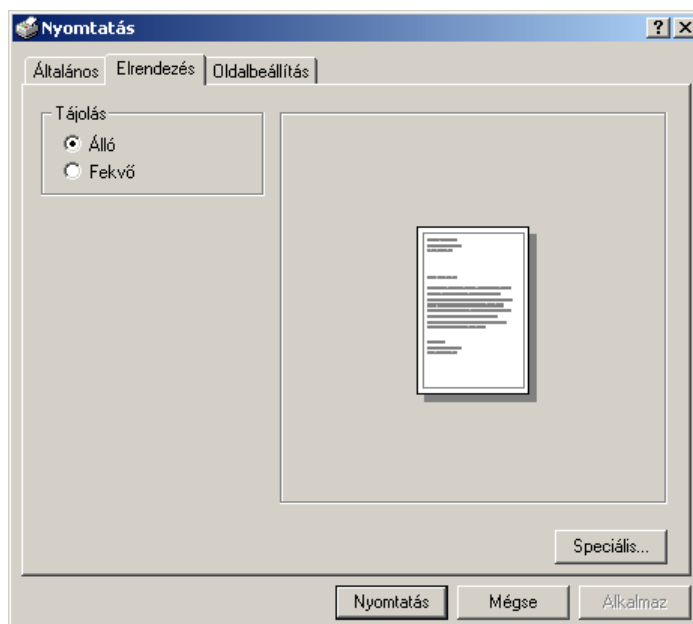 Nyomtatás
Általános Elrendezés Oldalbeállítás
Tájolás
Álló
Fekvő
Speciális...
Nyomtatás Mégse Alkalmaz